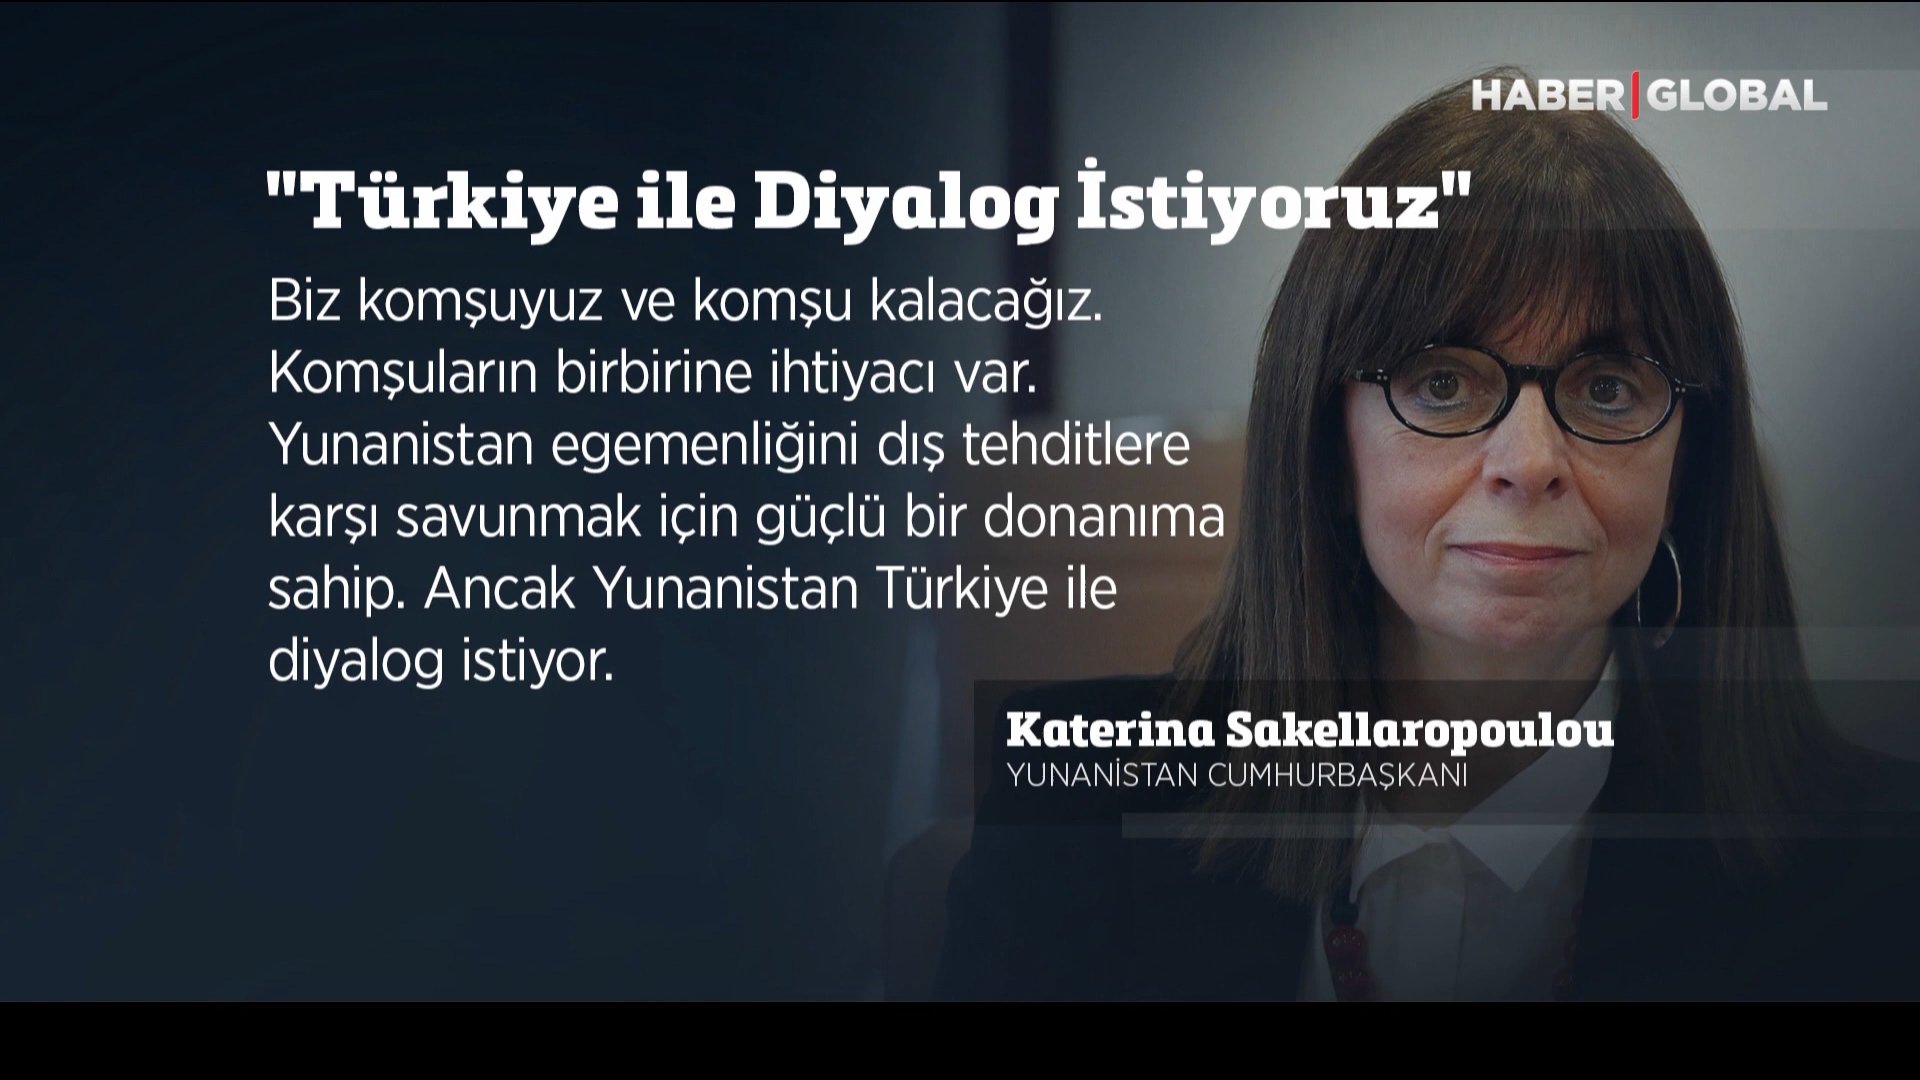 HABER GLOBAL
"Türkiye ile Diyalog İstiyoruz"
Biz komşuyuz ve komşu kalacağız.
Komşuların birbirine ihtiyacı var.
Yunanistan egemenliğini dış tehditlere
karşı savunmak için güçlü bir donanıma
sahip. Ancak Yunanistan Türkiye ile
diyalog istiyor.
Katerina Sakellaropoulou
YUNANİSTAN CUMHURBAŞKANI